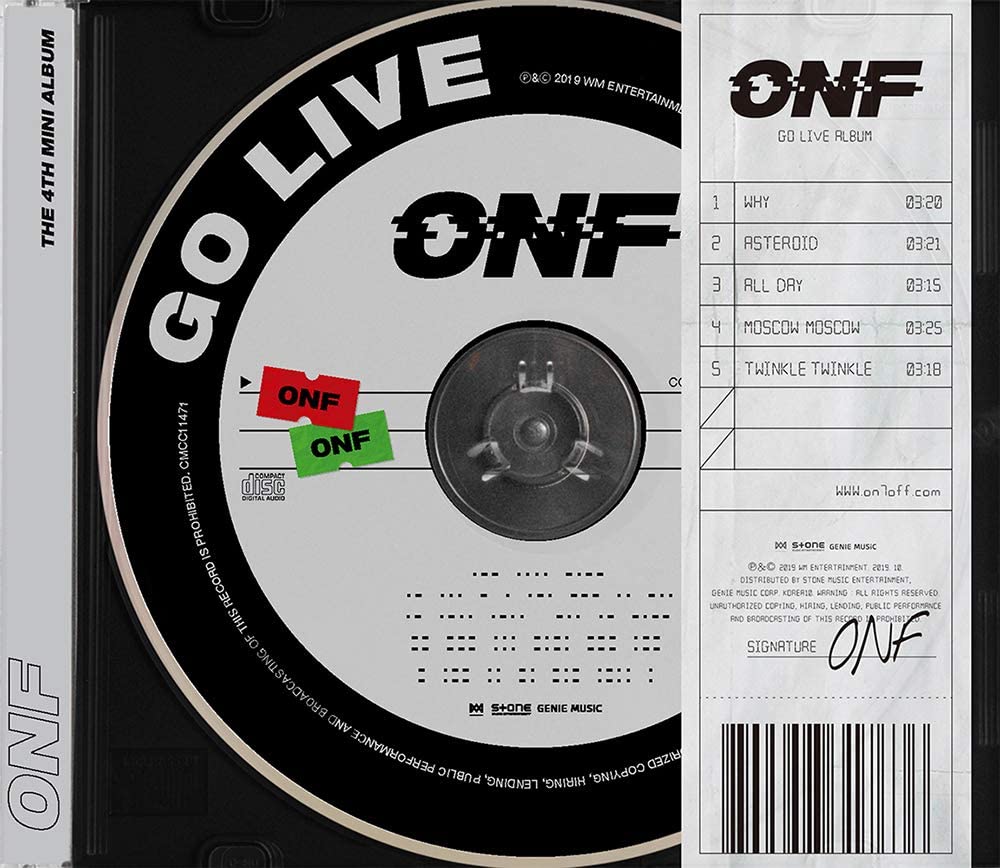 THE 4TH MINI ALBUM
ONF
GO LIVE
℗&© 2019 WM ENTERTAINME
ONF
ONF
ONF
CO
COMPACT
disc
DIGITAL AUDIO
S+ONE GENIE MUSIC
RIZED COPYING, HIRING, LENDING, PUBLIC PERFORMANCE AND BROADCASTING OF THIS RECORD IS PROHIBITED. CMCC11471
ONF
GO LIVE ALBUM
1 WHY 03:20
2 ASTEROID 03:21
3 ALL DAY 03:15
4 MOSCOW MOSCOW 03:25
5 TWINKLE TWINKLE 03:18
WWW.on7off.com
S+ONE GENIE MUSIC
℗&© 2019 WM ENTERTAINMENT. 2019. 10.
DISTRIBUTED BY STONE MUSIC ENTERTAINMENT,
GENIE MUSIC CORP. KOREA10. WARNING : ALL RIGHTS RESERVED.
UNAUTHORIZED COPYING, HIRING, LENDING, PUBLIC PERFORMANCE
AND BROADCASTING OF THIS RECORD IS PROHIBITED.
SIGNATURE ONF